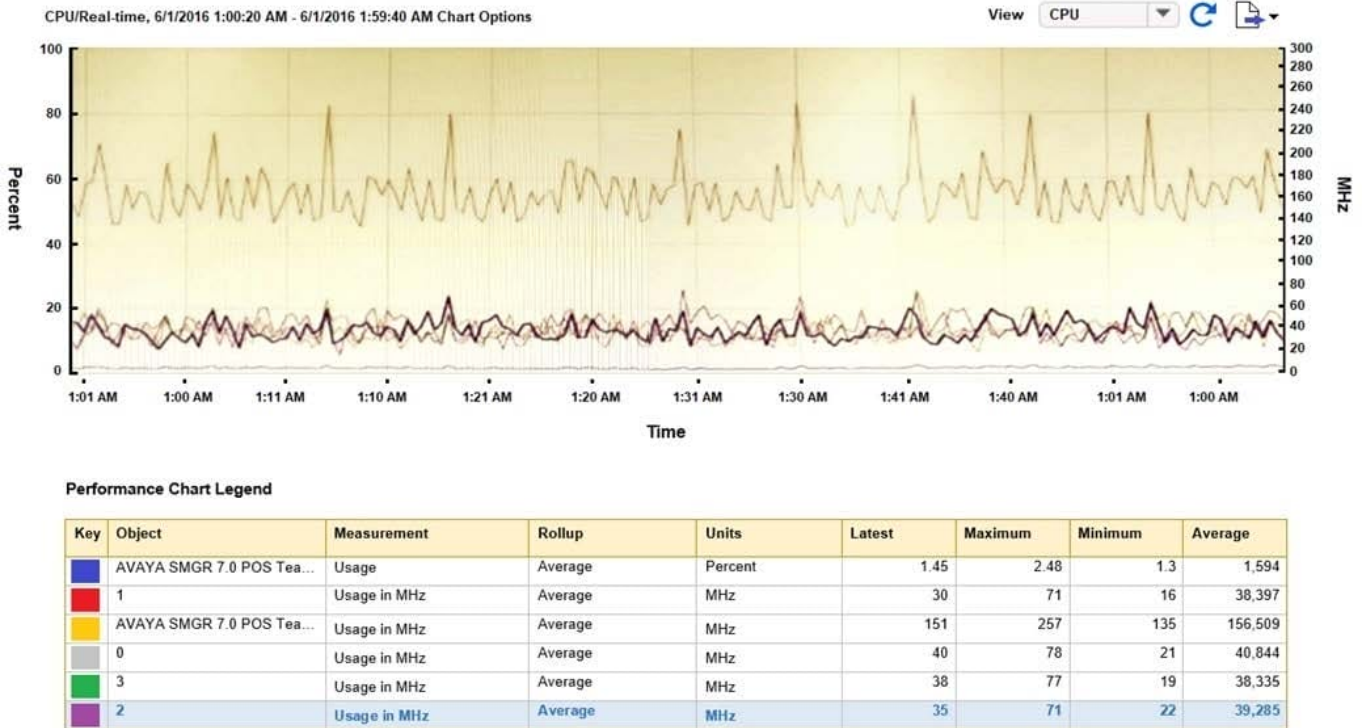 CPU/Real-time, 6/1/2016 1:00:20 AM - 6/1/2016 1:59:40 AM Chart Options
View CPU
100
80
60
40
20
0
Percent
300
280
260
240
220
200
180
160
140
120
100
80
60
40
20
0
MHz
1:01 AM 1:00 AM 1:11 AM 1:10 AM 1:21 AM 1:20 AM 1:31 AM 1:30 AM 1:41 AM 1:40 AM 1:01 AM 1:00 AM
Time
Performance Chart Legend
Key Object Measurement Rollup Units Latest Maximum Minimum Average
AVAYA SMGR 7.0 POS Tea... Usage Average Percent 1.45 2.48 1.3 1,594
1 Usage in MHz Average MHz 30 71 16 38,397
AVAYA SMGR 7.0 POS Tea... Usage in MHz Average MHz 151 257 135 156,509
0 Usage in MHz Average MHz 40 78 21 40,844
3 Usage in MHz Average MHz 38 77 19 38,335
2 Usage in MHz Average MHz 35 71 22 39,285